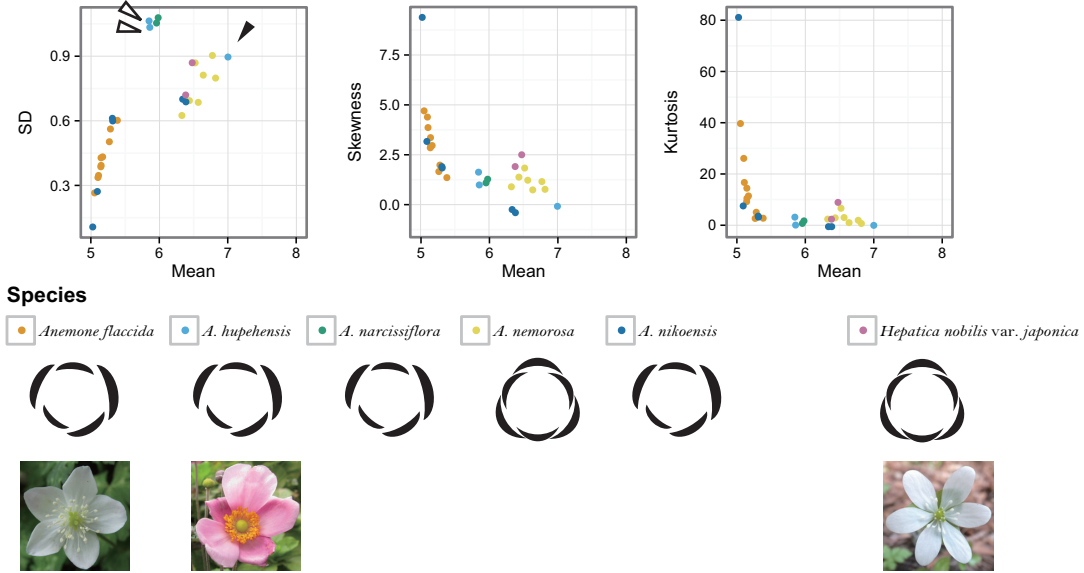 SD
0.9
0.6
0.3
5 6 7 8
Mean
Skewness
7.5
5.0
2.5
0.0
5 6 7 8
Mean
Kurtosis
80
60
40
20
0
5 6 7 8
Mean
Species
Anemone flaccida A. hupehensis A. narcissiflora A. nemorosa A. nikoensis Hepatica nobilis var. japonica